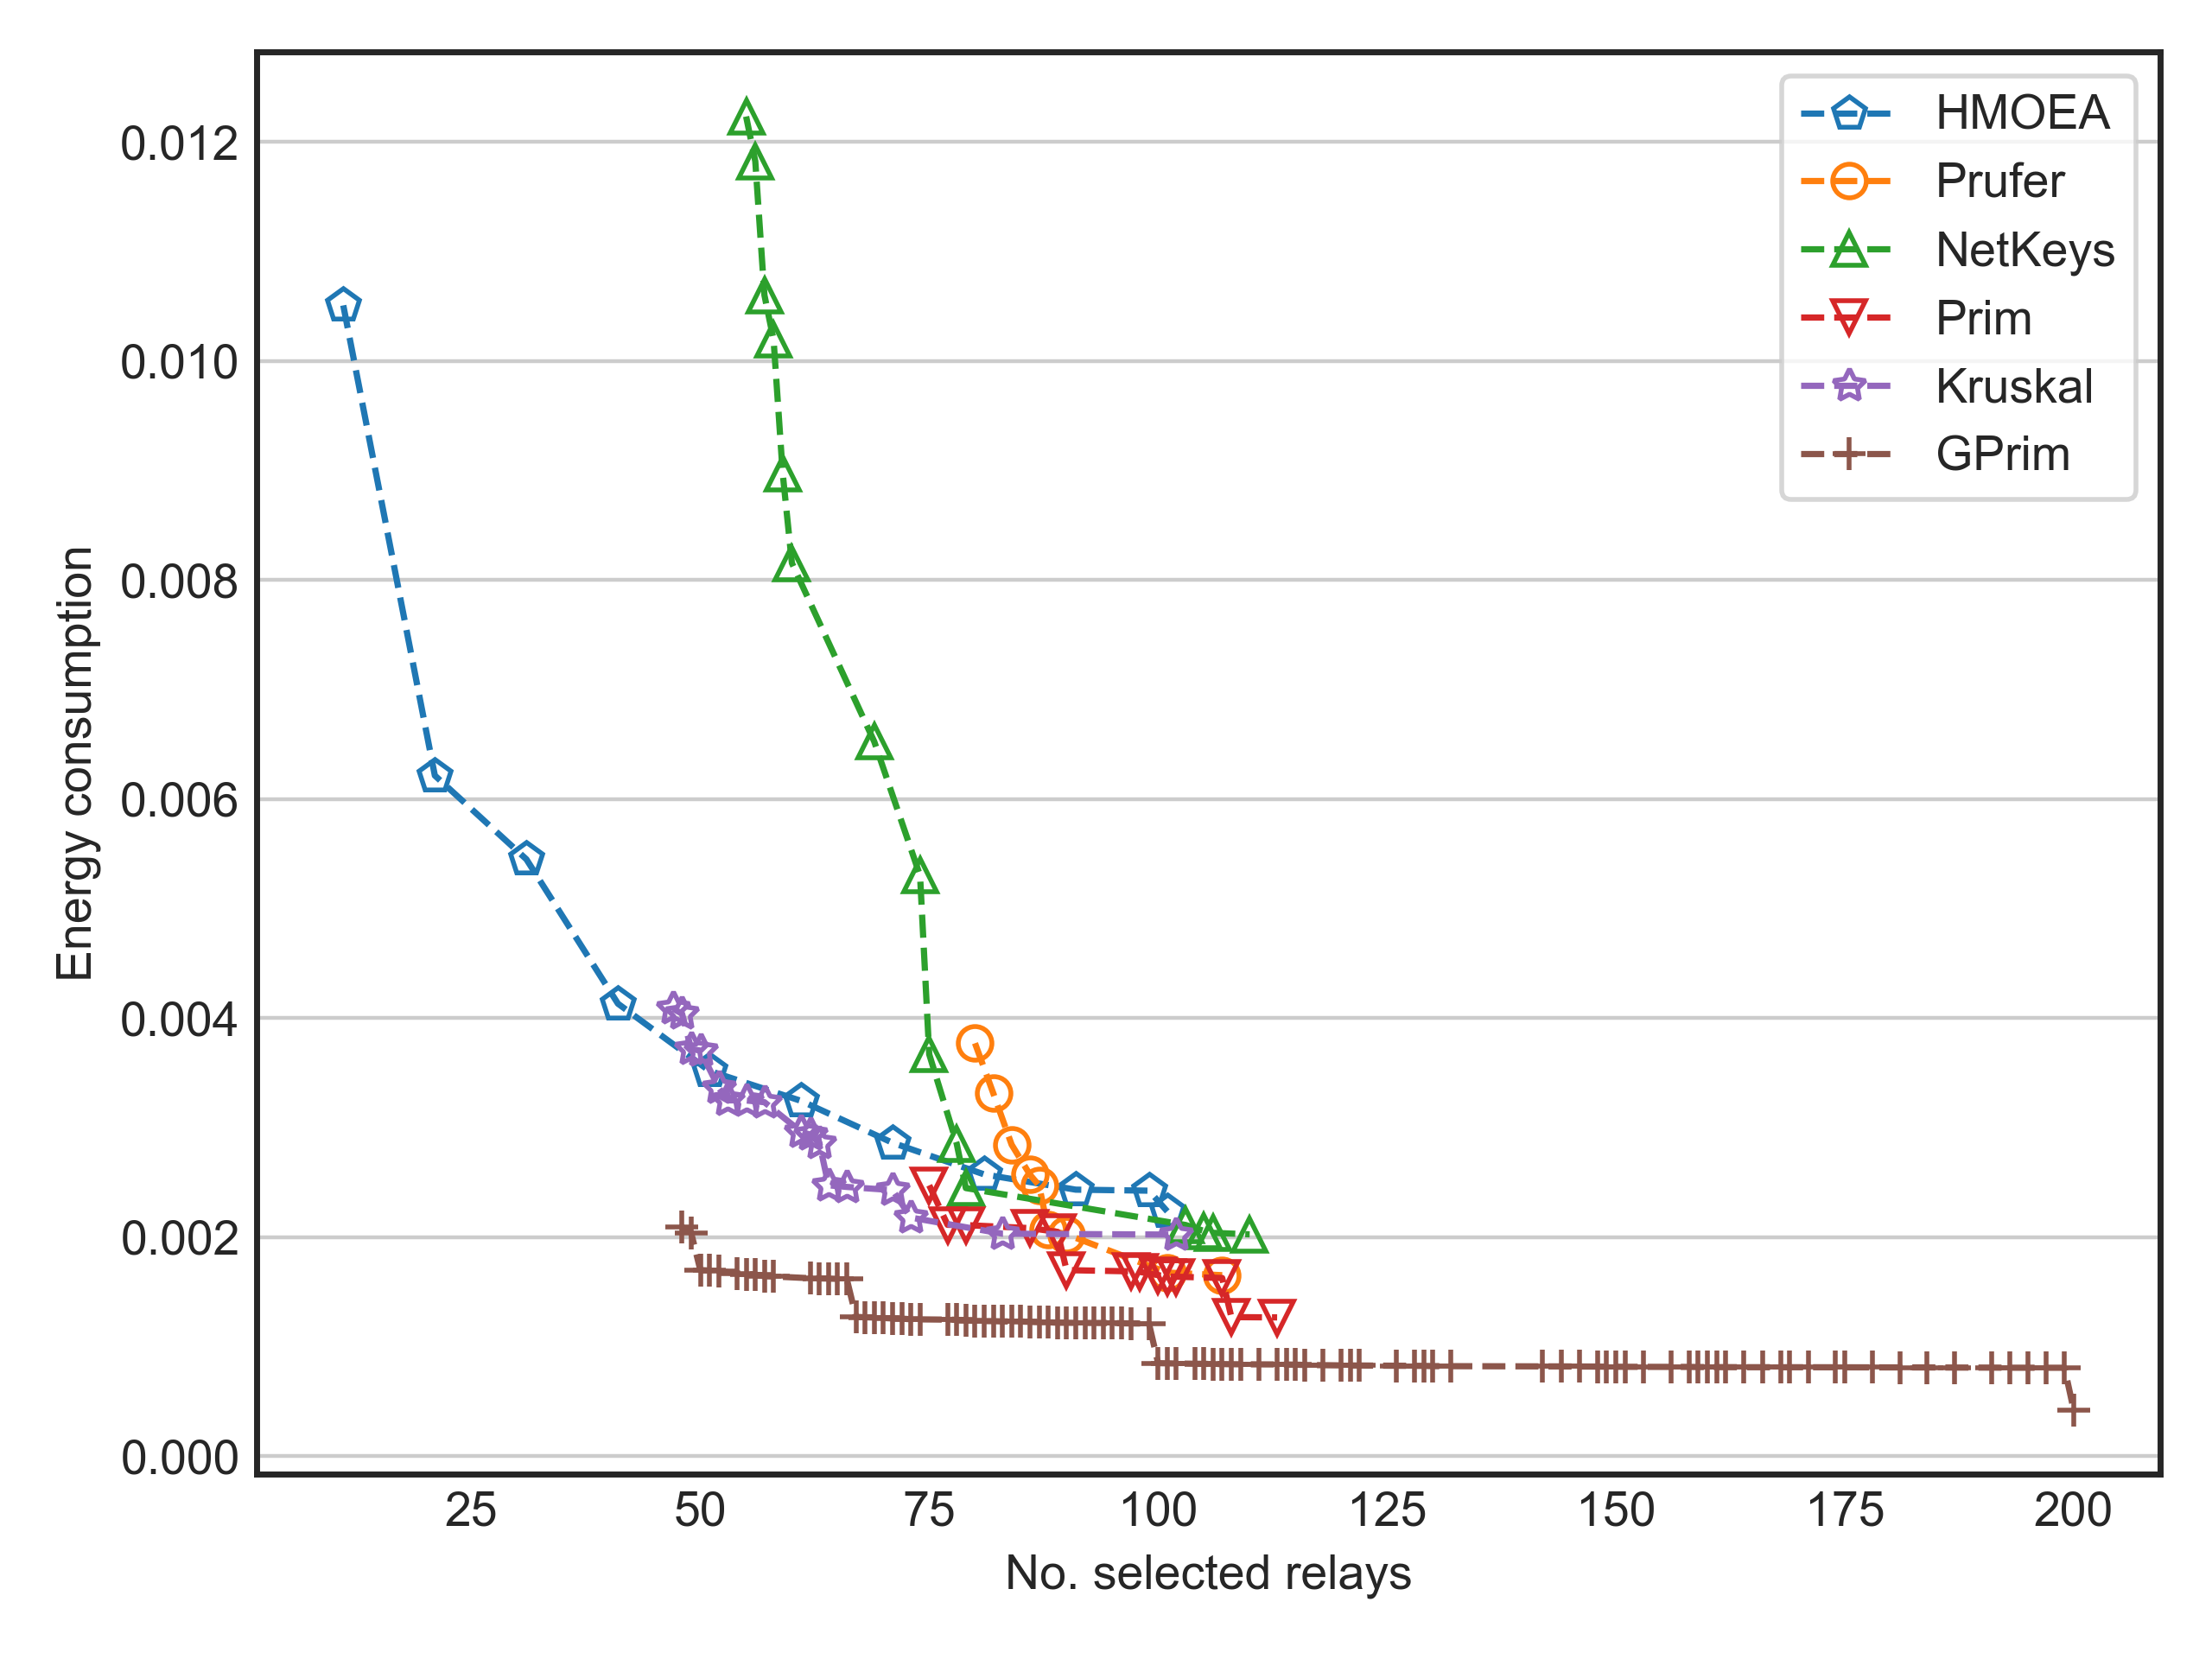 HMOEA
Prufer
NetKeys
Prim
Kruskal
GPrim
0.012
0.010
0.008
0.006
0.004
0.002
0.000
Energy consumption
25 50 75 100 125 150 175 200
No. selected relays